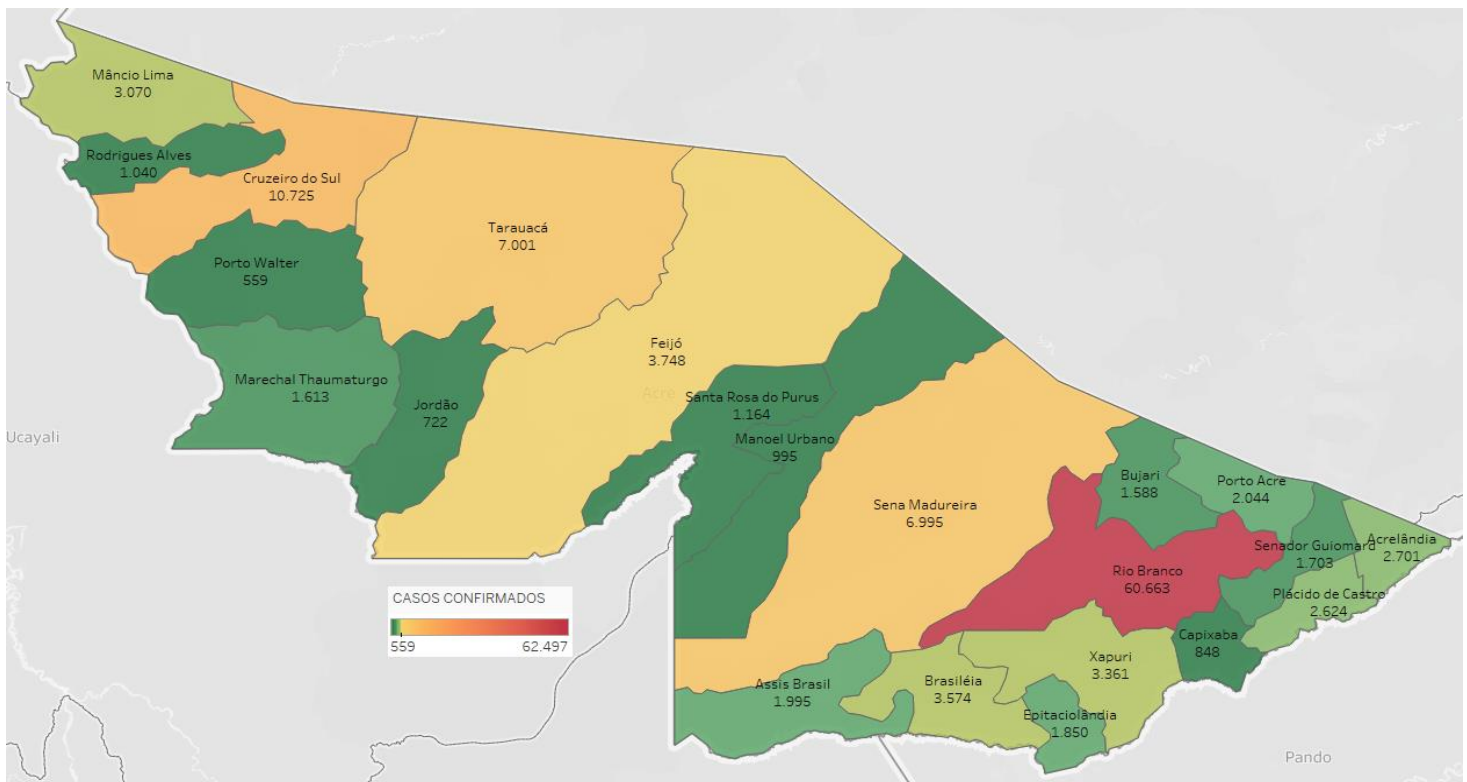 Mâncio Lima
3.070
Rodrigues Alves
1.040
Cruzeiro do Sul
10.725
Tarauacá
7.001
Porto Walter
559
Feijó
3.748
Marechal Thaumaturgo
1.613
Jordão
722
Acre
Santa Rosa do Purus
1.164
Manoel Urbano
995
Ucayali
Sena Madureira
6.995
Bujari
1.588
Porto Acre
2.044
Senador Guiomard
1.703
Acrelândia
2.701
Rio Branco
60.663
Plácido de Castro
2.624
CASOS CONFIRMADOS
559
62.497
Capixaba
848
Xapuri
3.361
Assis Brasil
1.995
Brasiléia
3.574
Epitaciolândia
1.850
Pando